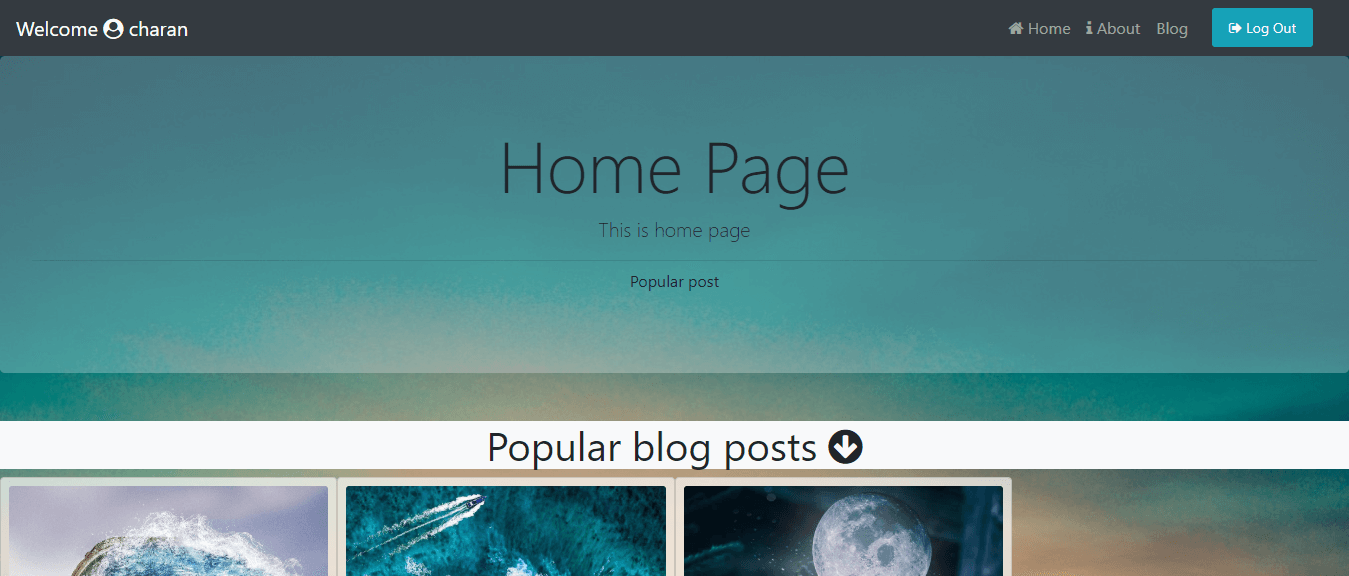 Welcome charan
Home About Blog Log Out
Home Page
This is home page
Popular post
Popular blog posts